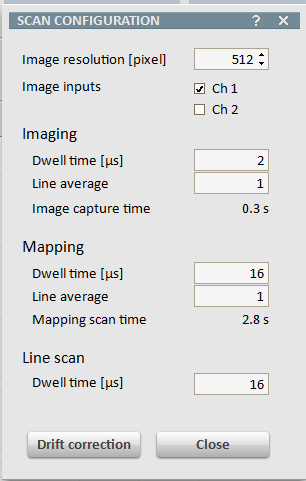 SCAN CONFIGURATION ? ×
Image resolution [pixel] 512
Image inputs Ch 1
Ch 2
Imaging
Dwell time [µs] 2
Line average 1
Image capture time 0.3 s
Mapping
Dwell time [µs] 16
Line average 1
Mapping scan time 2.8 s
Line scan
Dwell time [µs] 16
Drift correction Close